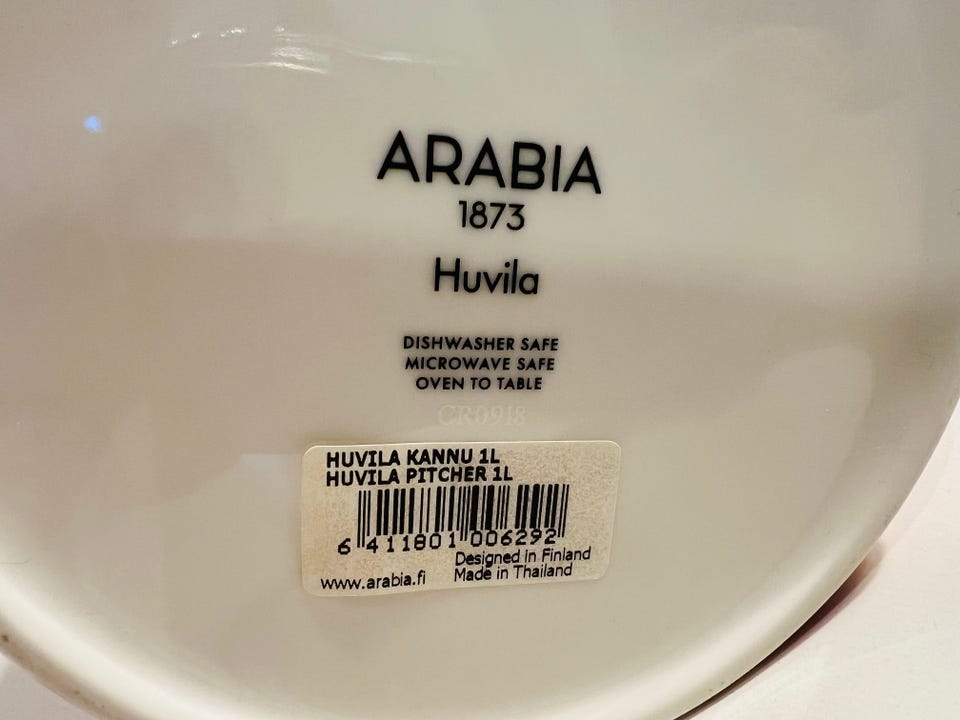 ARABIA
1873
Huvila
DISHWASHER SAFE
MICROWAVE SAFE
OVEN TO TABLE
CR0918
HUVILA KANNU 1L
HUVILA PITCHER 1L
6 411801 006292
Designed in Finland
www.arabia.fi Made in Thailand